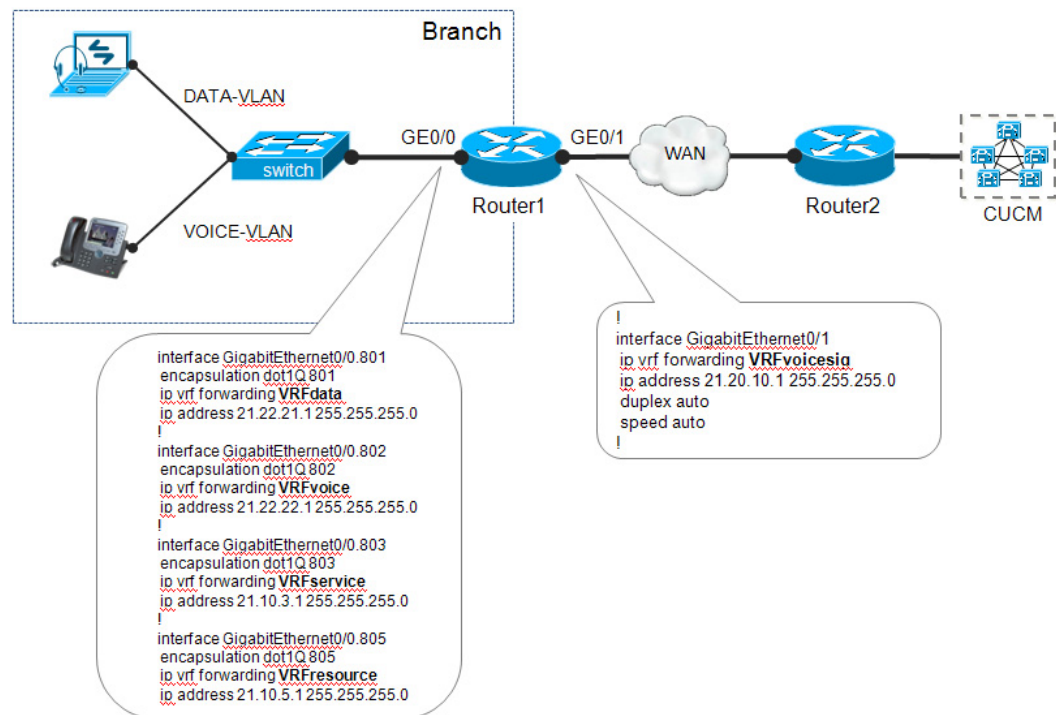 Branch
DATA-VLAN
GE0/0
GE0/1
WAN
switch
Router1
Router2
CUCM
VOICE-VLAN
interface GigabitEthernet0/0.801
encapsulation dot1Q 801
ip vrf forwarding VRFdata
ip address 21.22.21.1 255.255.255.0
!
interface GigabitEthernet0/0.802
encapsulation dot1Q 802
ip vrf forwarding VRFvoice
ip address 21.22.22.1 255.255.255.0
!
interface GigabitEthernet0/0.803
encapsulation dot1Q 803
ip vrf forwarding VRFservice
ip address 21.10.3.1 255.255.255.0
!
interface GigabitEthernet0/0.805
encapsulation dot1Q 805
ip vrf forwarding VRFresource
ip address 21.10.5.1 255.255.255.0
!
interface GigabitEthernet0/1
ip vrf forwarding VRFvoicesig
ip address 21.20.10.1 255.255.255.0
duplex auto
speed auto
!